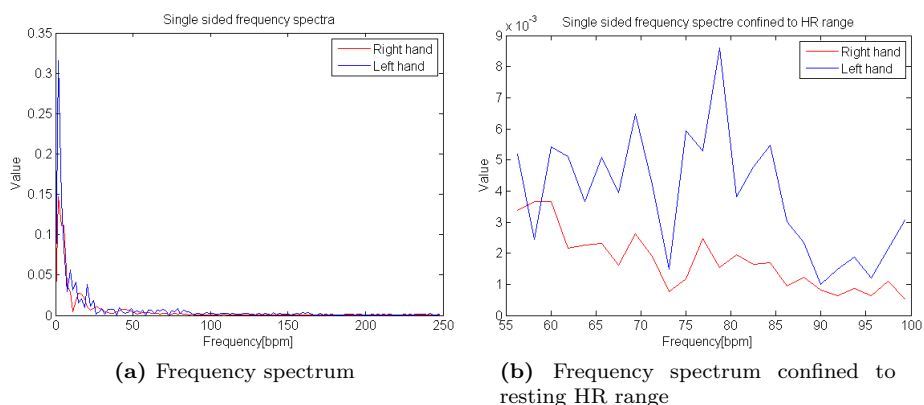 Single sided frequency spectra
0.35
0.3
0.25
0.2
0.15
0.1
0.05
0
Value
Right hand
Left hand
0 50 100 150 200 250
Frequency[bpm]
(a) Frequency spectrum
Single sided frequency spectre confined to HR range
x 10⁻³
9
8
7
6
5
4
3
2
1
0
Value
Right hand
Left hand
55 60 65 70 75 80 85 90 95 100
Frequency[bpm]
(b) Frequency spectre confined to
resting HR range